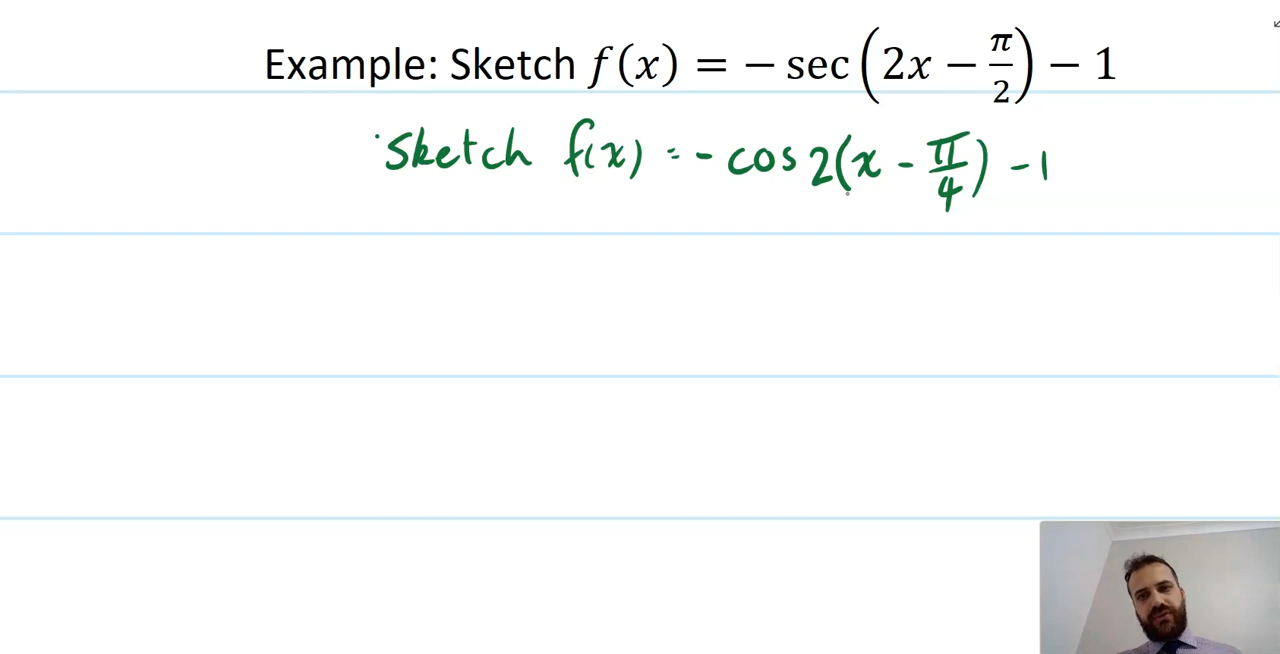 Example: Sketch f(x) = − sec(2x − π/2) − 1
Sketch f(x) = - cos 2(x - π/4) - 1